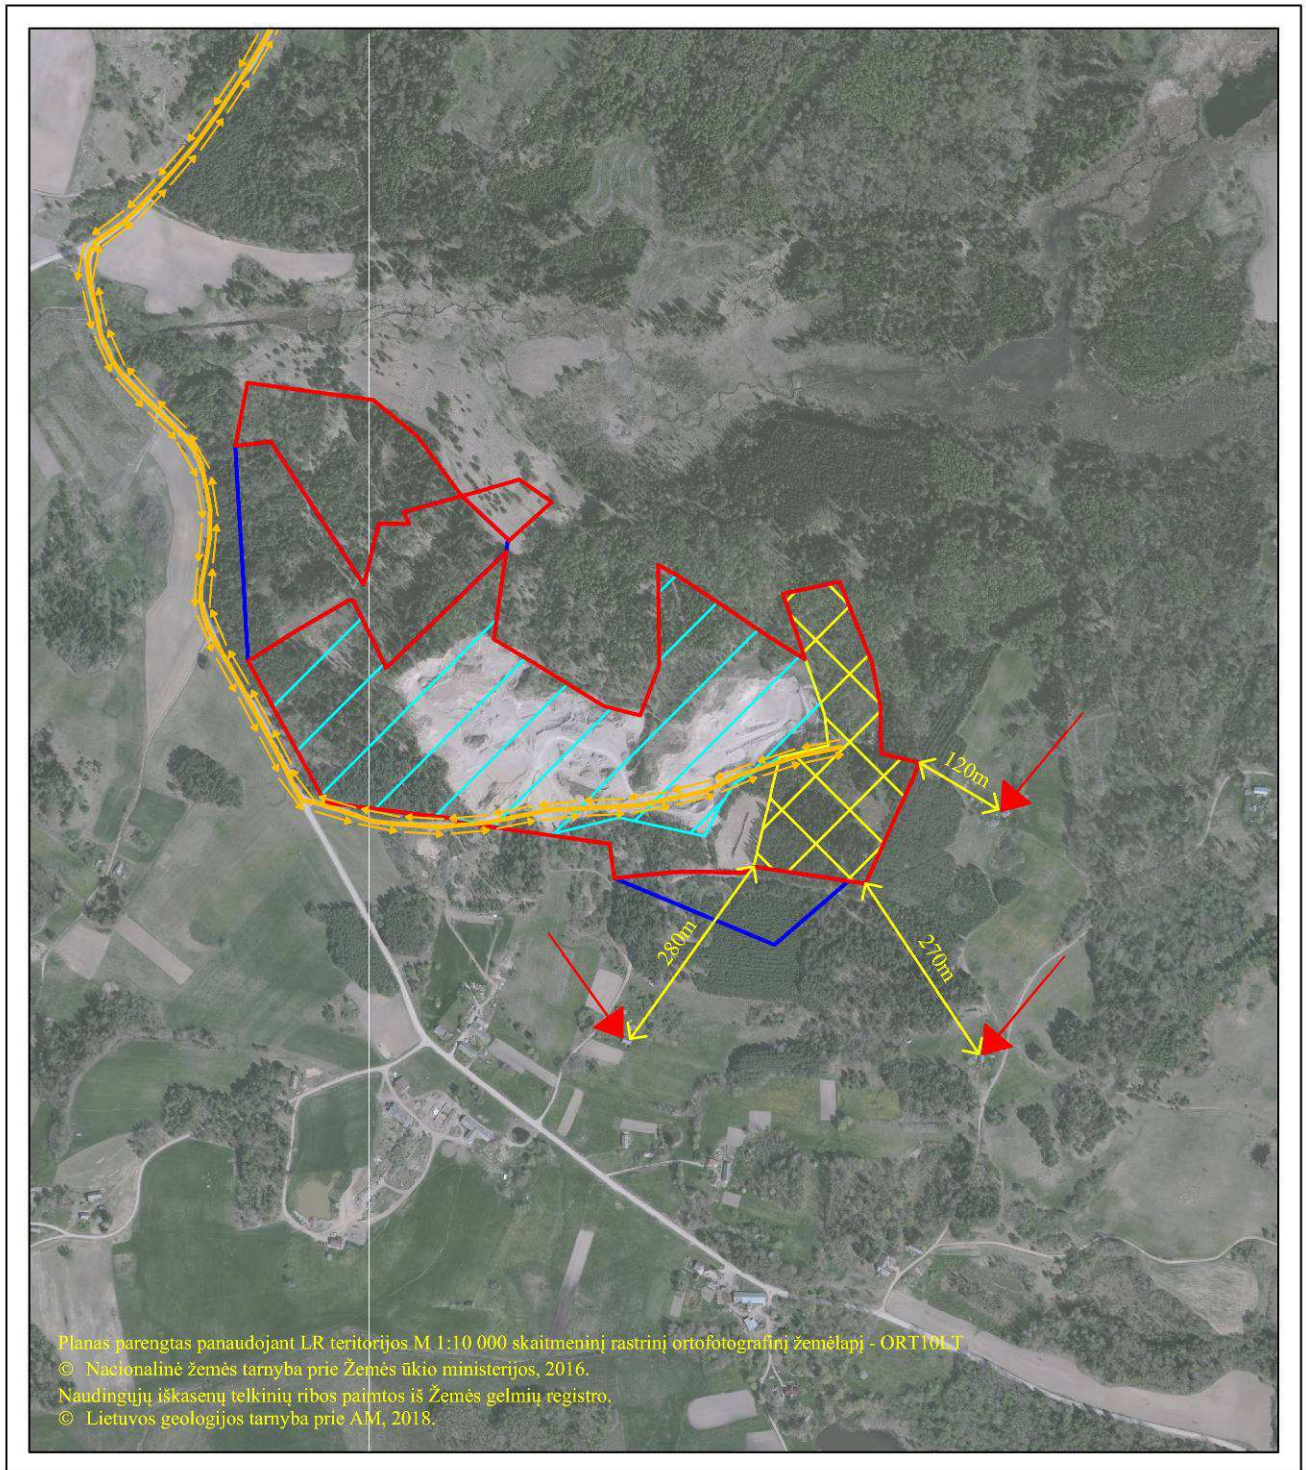 120m
280m
270m
Planas parengtas panaudojant LR teritorijos M 1:10 000 skaitmeninį rastrinį ortofotografinį žemėlapį - ORT10LT
© Nacionalinė žemės tarnyba prie Žemės ūkio ministerijos, 2016.
Naudingųjų iškasenų telkinių ribos paimtos iš Žemės gelmių registro.
© Lietuvos geologijos tarnyba prie AM, 2018.